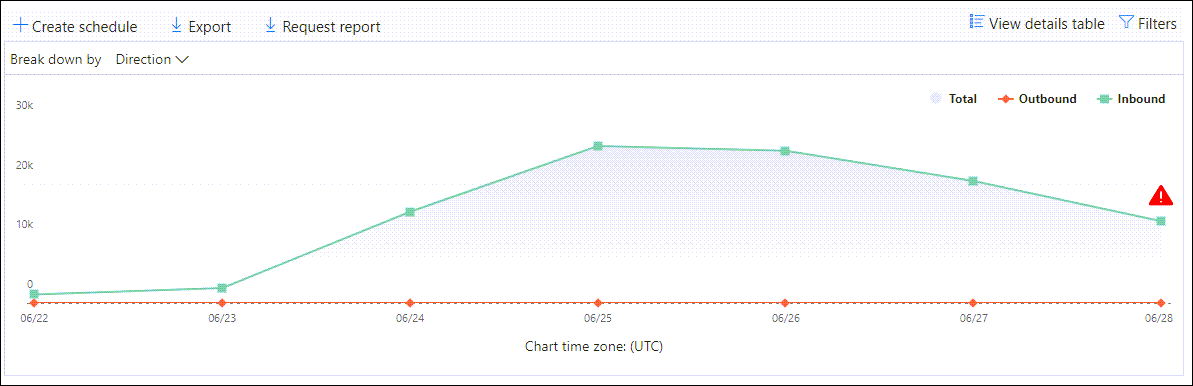 Create schedule Export Request report View details table Filters
Break down by Direction
Total Outbound Inbound
30k
20k
10k
0
06/22 06/23 06/24 06/25 06/26 06/27 06/28
Chart time zone: (UTC)